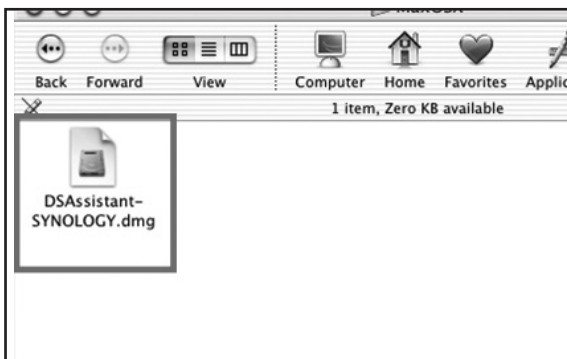 Back Forward View Computer Home Favorites
1 item, Zero KB available
DSAssistant-
SYNOLOGY.dmg